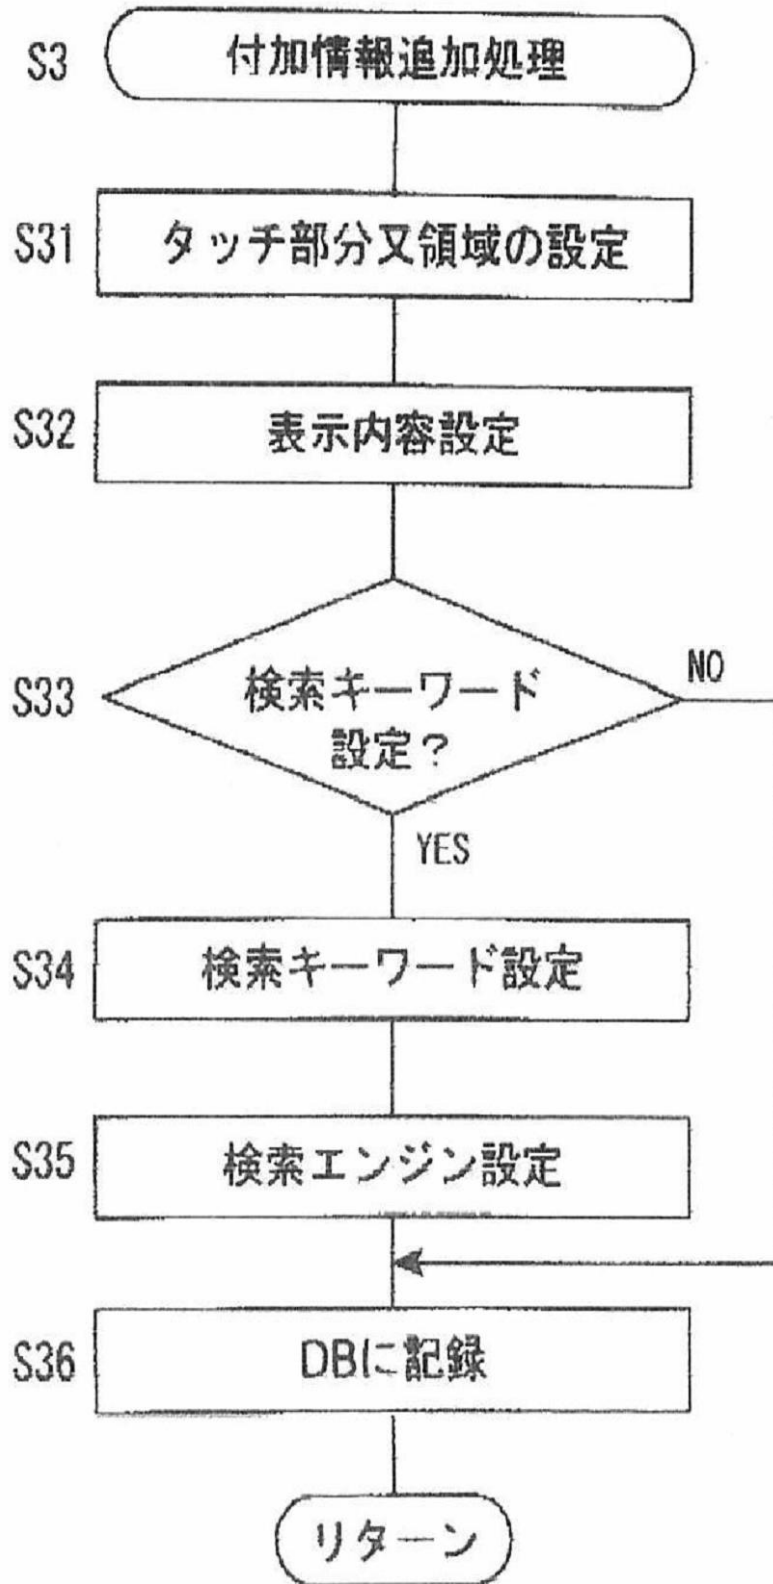 S3 付加情報追加処理
S31 タッチ部分又領域の設定
S32 表示内容設定
S33 検索キーワード
設定？
NO
YES
S34 検索キーワード設定
S35 検索エンジン設定
S36 DBに記録
リターン